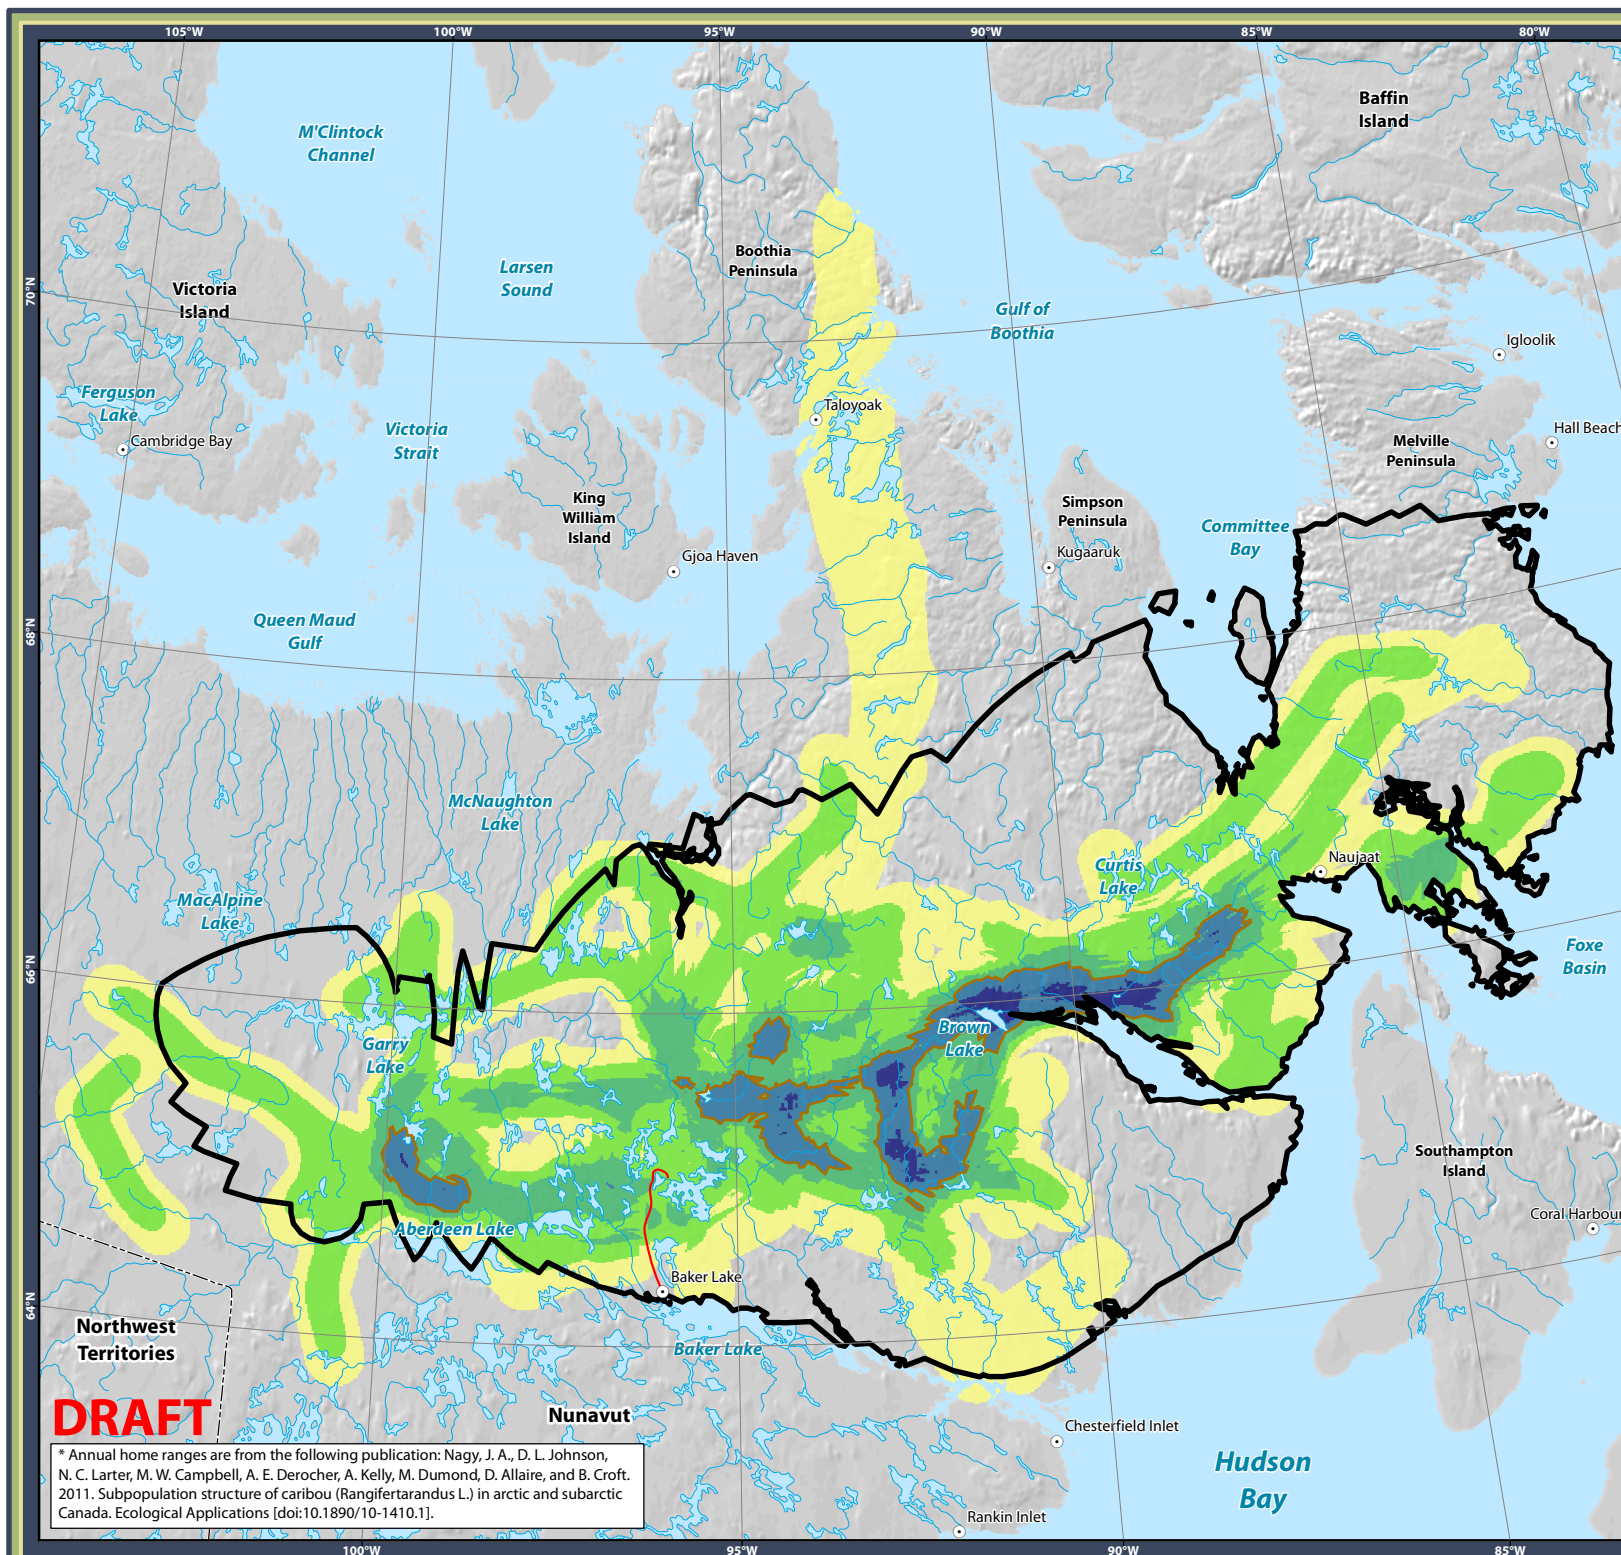 105°W
100°W
95°W
90°W
85°W
80°W
Baffin
Island
M'Clintock
Channel
Boothia
Peninsula
Larsen
Sound
70°N
Victoria
Island
Gulf of
Boothia
Igloolik
Ferguson
Lake
Taloyoak
Cambridge Bay
Victoria
Strait
Hall Beach
Melville
Peninsula
King
William
Island
Simpson
Peninsula
Committee
Bay
Gjoa Haven
Kugaaruk
Queen Maud
Gulf
68°N
McNaughton
Lake
Curtis
Lake
Naujaat
MacAlpine
Lake
Foxe
Basin
66°N
Garry
Lake
Brown
Lake
Southampton
Island
Aberdeen Lake
Coral Harbour
Baker Lake
64°N
Northwest
Territories
Baker Lake
DRAFT
Nunavut
Chesterfield Inlet
* Annual home ranges are from the following publication: Nagy, J. A., D. L. Johnson,
N. C. Larter, M. W. Campbell, A. E. Derocher, A. Kelly, M. Dumond, D. Allaire, and B. Croft.
2011. Subpopulation structure of caribou (Rangifertarandus L.) in arctic and subarctic
Canada. Ecological Applications [doi:10.1890/10-1410.1].
Hudson
Bay
Rankin Inlet
100°W
95°W
90°W
85°W